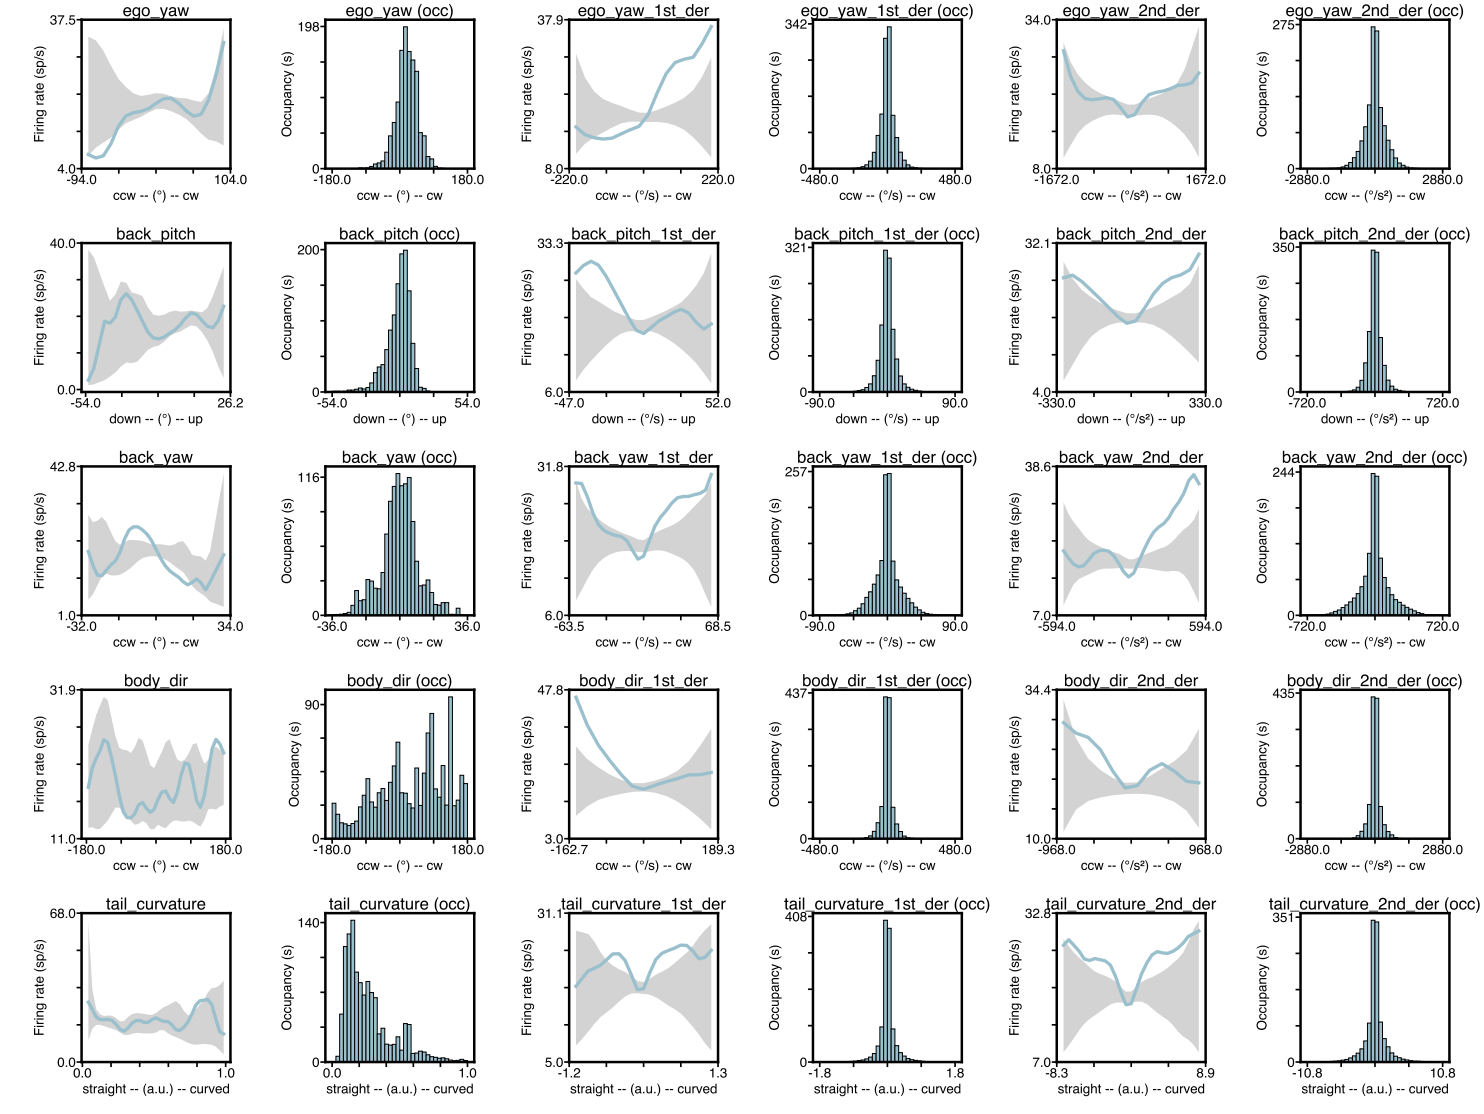 ego_yaw ego_yaw (occ) ego_yaw_1st_der ego_yaw_1st_der (occ) ego_yaw_2nd_der ego_yaw_2nd_der (occ)
37.5 198 37.9 342 34.0 275
Firing rate (sp/s) Occupancy (s) Firing rate (sp/s) Occupancy (s) Firing rate (sp/s) Occupancy (s)
4.0 0 8.0 0 8.0 0
-94.0 104.0 -180.0 180.0 -220.0 220.0 -480.0 480.0 -1672.0 1672.0 -2880.0 2880.0
ccw -- (°) -- cw ccw -- (°) -- cw ccw -- (°/s) -- cw ccw -- (°/s) -- cw ccw -- (°/s²) -- cw ccw -- (°/s²) -- cw
back_pitch back_pitch (occ) back_pitch_1st_der back_pitch_1st_der (occ) back_pitch_2nd_der back_pitch_2nd_der (occ)
40.0 200 33.3 321 32.1 350
Firing rate (sp/s) Occupancy (s) Firing rate (sp/s) Occupancy (s) Firing rate (sp/s) Occupancy (s)
0.0 0 6.0 0 4.0 0
-54.0 26.2 -54.0 54.0 -47.0 52.0 -90.0 90.0 -330.0 330.0 -720.0 720.0
down -- (°) -- up down -- (°) -- up down -- (°/s) -- up down -- (°/s) -- up down -- (°/s²) -- up down -- (°/s²) -- up
back_yaw back_yaw (occ) back_yaw_1st_der back_yaw_1st_der (occ) back_yaw_2nd_der back_yaw_2nd_der (occ)
42.8 116 31.8 257 38.6 244
Firing rate (sp/s) Occupancy (s) Firing rate (sp/s) Occupancy (s) Firing rate (sp/s) Occupancy (s)
1.0 0 6.0 0 7.0 0
-32.0 34.0 -36.0 36.0 -63.5 68.5 -90.0 90.0 -594.0 594.0 -720.0 720.0
ccw -- (°) -- cw ccw -- (°) -- cw ccw -- (°/s) -- cw ccw -- (°/s) -- cw ccw -- (°/s²) -- cw ccw -- (°/s²) -- cw
body_dir body_dir (occ) body_dir_1st_der body_dir_1st_der (occ) body_dir_2nd_der body_dir_2nd_der (occ)
31.9 90 47.8 437 34.4 435
Firing rate (sp/s) Occupancy (s) Firing rate (sp/s) Occupancy (s) Firing rate (sp/s) Occupancy (s)
11.0 0 3.0 0 10.0 0
-180.0 180.0 -180.0 180.0 -162.7 189.3 -480.0 480.0 -968.0 968.0 -2880.0 2880.0
ccw -- (°) -- cw ccw -- (°) -- cw ccw -- (°/s) -- cw ccw -- (°/s) -- cw ccw -- (°/s²) -- cw ccw -- (°/s²) -- cw
tail_curvature tail_curvature (occ) tail_curvature_1st_der tail_curvature_1st_der (occ) tail_curvature_2nd_der tail_curvature_2nd_der (occ)
68.0 140 31.1 408 32.8 351
Firing rate (sp/s) Occupancy (s) Firing rate (sp/s) Occupancy (s) Firing rate (sp/s) Occupancy (s)
0.0 0 5.0 0 7.0 0
0.0 1.0 0.0 1.0 -1.2 1.3 -1.8 1.8 -8.3 8.9 -10.8 10.8
straight -- (a.u.) -- curved straight -- (a.u.) -- curved straight -- (a.u.) -- curved straight -- (a.u.) -- curved straight -- (a.u.) -- curved straight -- (a.u.) -- curved